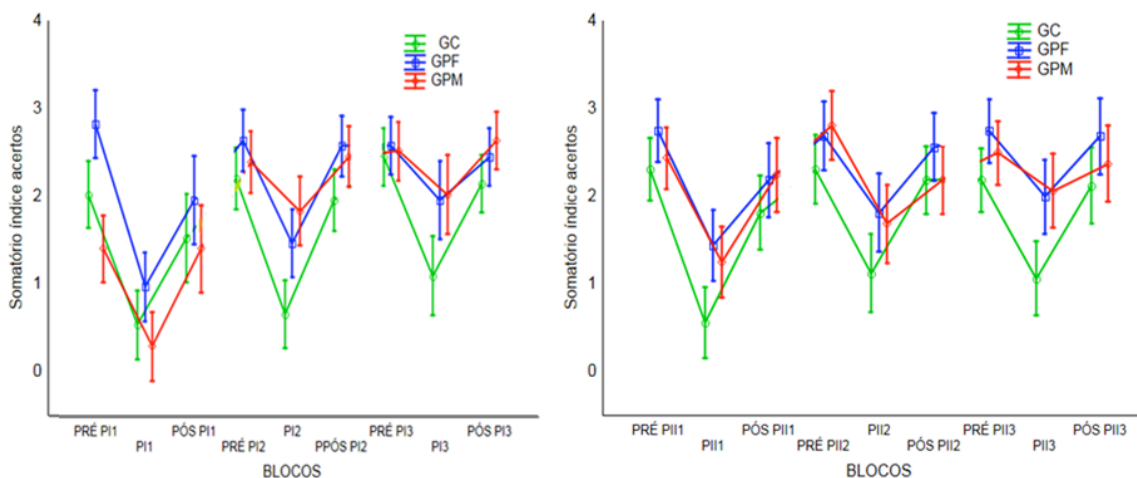 Somatório índice acertos
4
3
2
1
0
GC
GPF
GPM
PRÉ PI1
PI1
PÓS PI1
PRÉ PI2
PI2
PPÓS PI2
PRÉ PI3
PI3
PÓS PI3
BLOCOS
Somatório índice acertos
4
3
2
1
0
GC
GPF
GPM
PRÉ PII1
PII1
PÓS PII1
PRÉ PII2
PII2
PÓS PII2
PRÉ PII3
PII3
PÓS PII3
BLOCOS